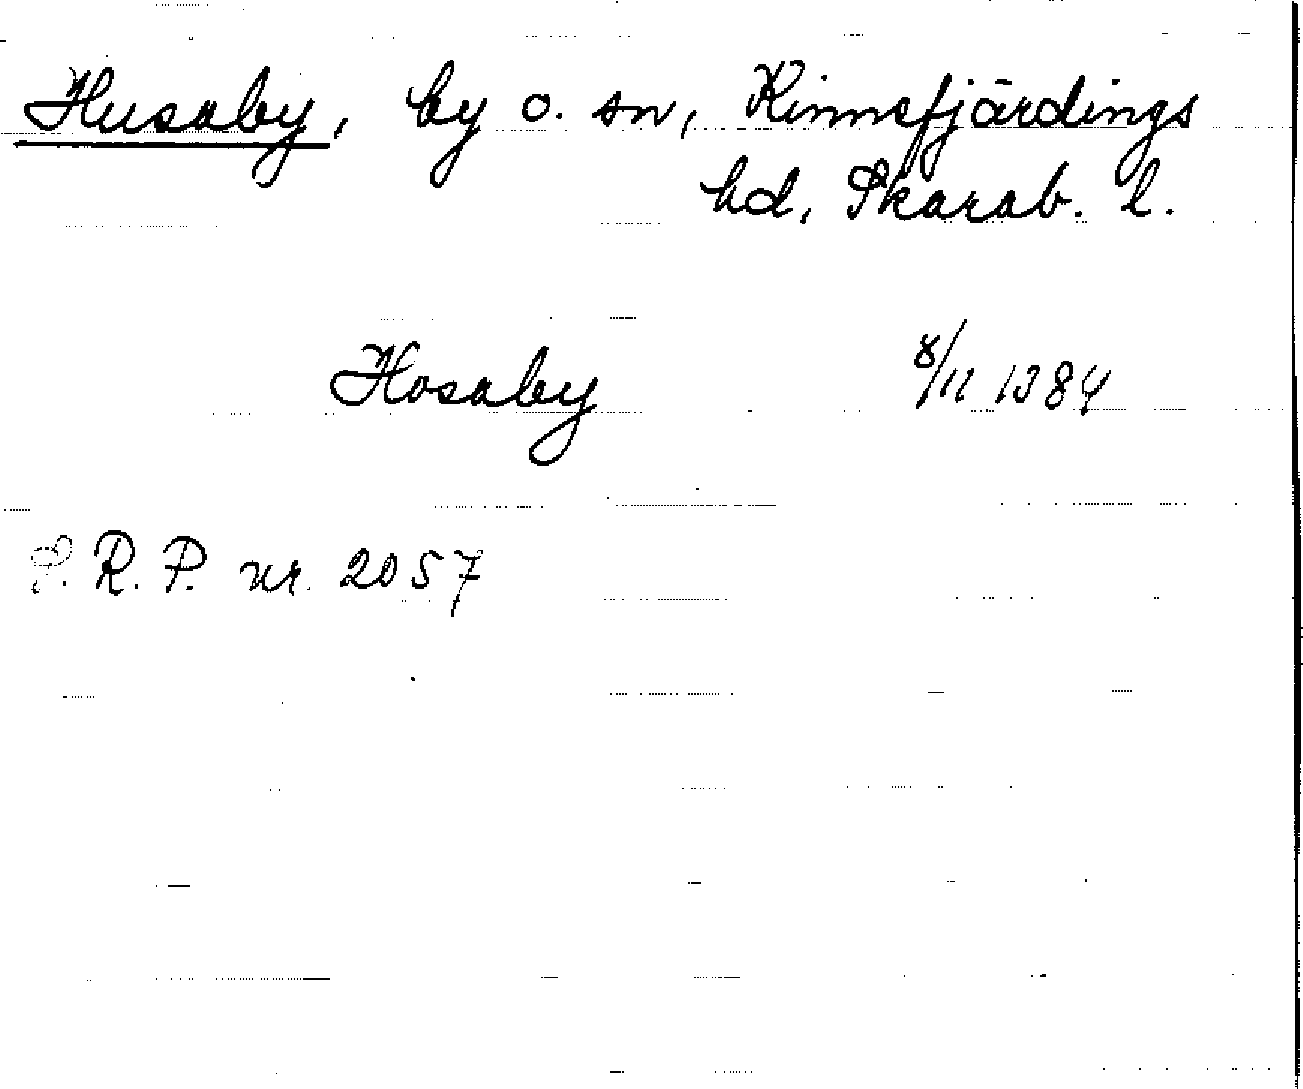 Husaby, by o. sn, Kinnefjärdings
hd, Skarab. l.
Hosaby 8/11 1384
S. R. P. nr. 2057